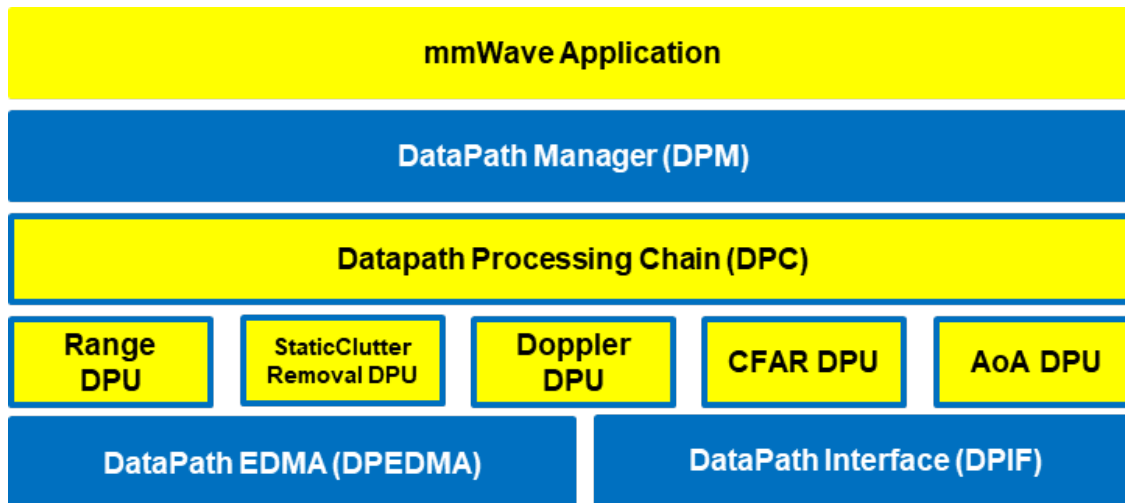 mmWave Application
DataPath Manager (DPM)
Datapath Processing Chain (DPC)
Range
DPU
StaticClutter
Removal DPU
Doppler
DPU
CFAR DPU
AoA DPU
DataPath EDMA (DPEDMA)
DataPath Interface (DPIF)